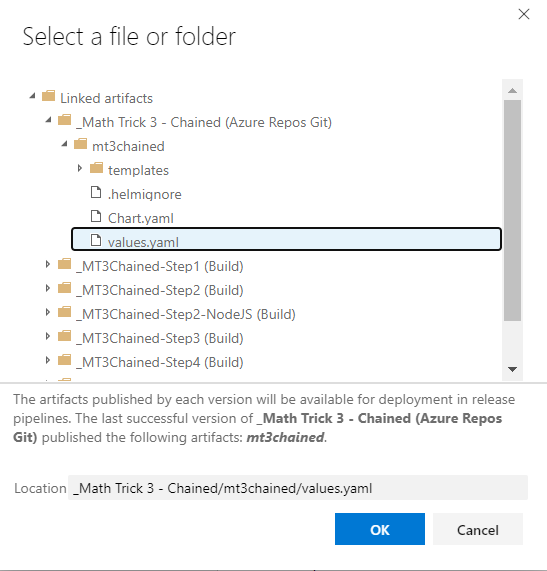 Select a file or folder
Linked artifacts
_Math Trick 3 - Chained (Azure Repos Git)
mt3chained
templates
.helmignore
Chart.yaml
values.yaml
_MT3Chained-Step1 (Build)
_MT3Chained-Step2 (Build)
_MT3Chained-Step2-NodeJS (Build)
_MT3Chained-Step3 (Build)
_MT3Chained-Step4 (Build)
The artifacts published by each version will be available for deployment in release
pipelines. The last successful version of _Math Trick 3 - Chained (Azure Repos
Git) published the following artifacts: mt3chained.
Location _Math Trick 3 - Chained/mt3chained/values.yaml
OK Cancel